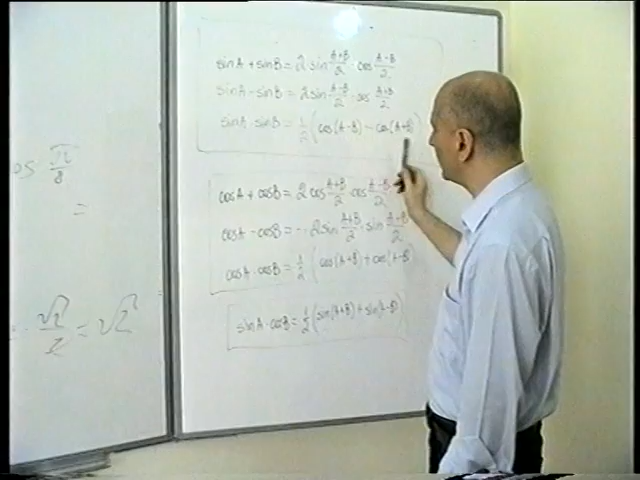 os π/8
=
√2/2 = √2
sinA + sinB = 2 sin (A+B)/2 · cos (A-B)/2
sinA - sinB = 2 sin (A-B)/2 · cos (A+B)/2
sinA · sinB = 1/2 (cos(A-B) - cos(A+B))
cosA + cosB = 2 cos (A+B)/2 · cos (A-B)/2
cosA - cosB = - 2 sin (A+B)/2 · sin (A-B)/2
cosA · cosB = 1/2 (cos(A+B) + cos(A-B))
sinA · cosB = 1/2 (sin(A+B) + sin(A-B))